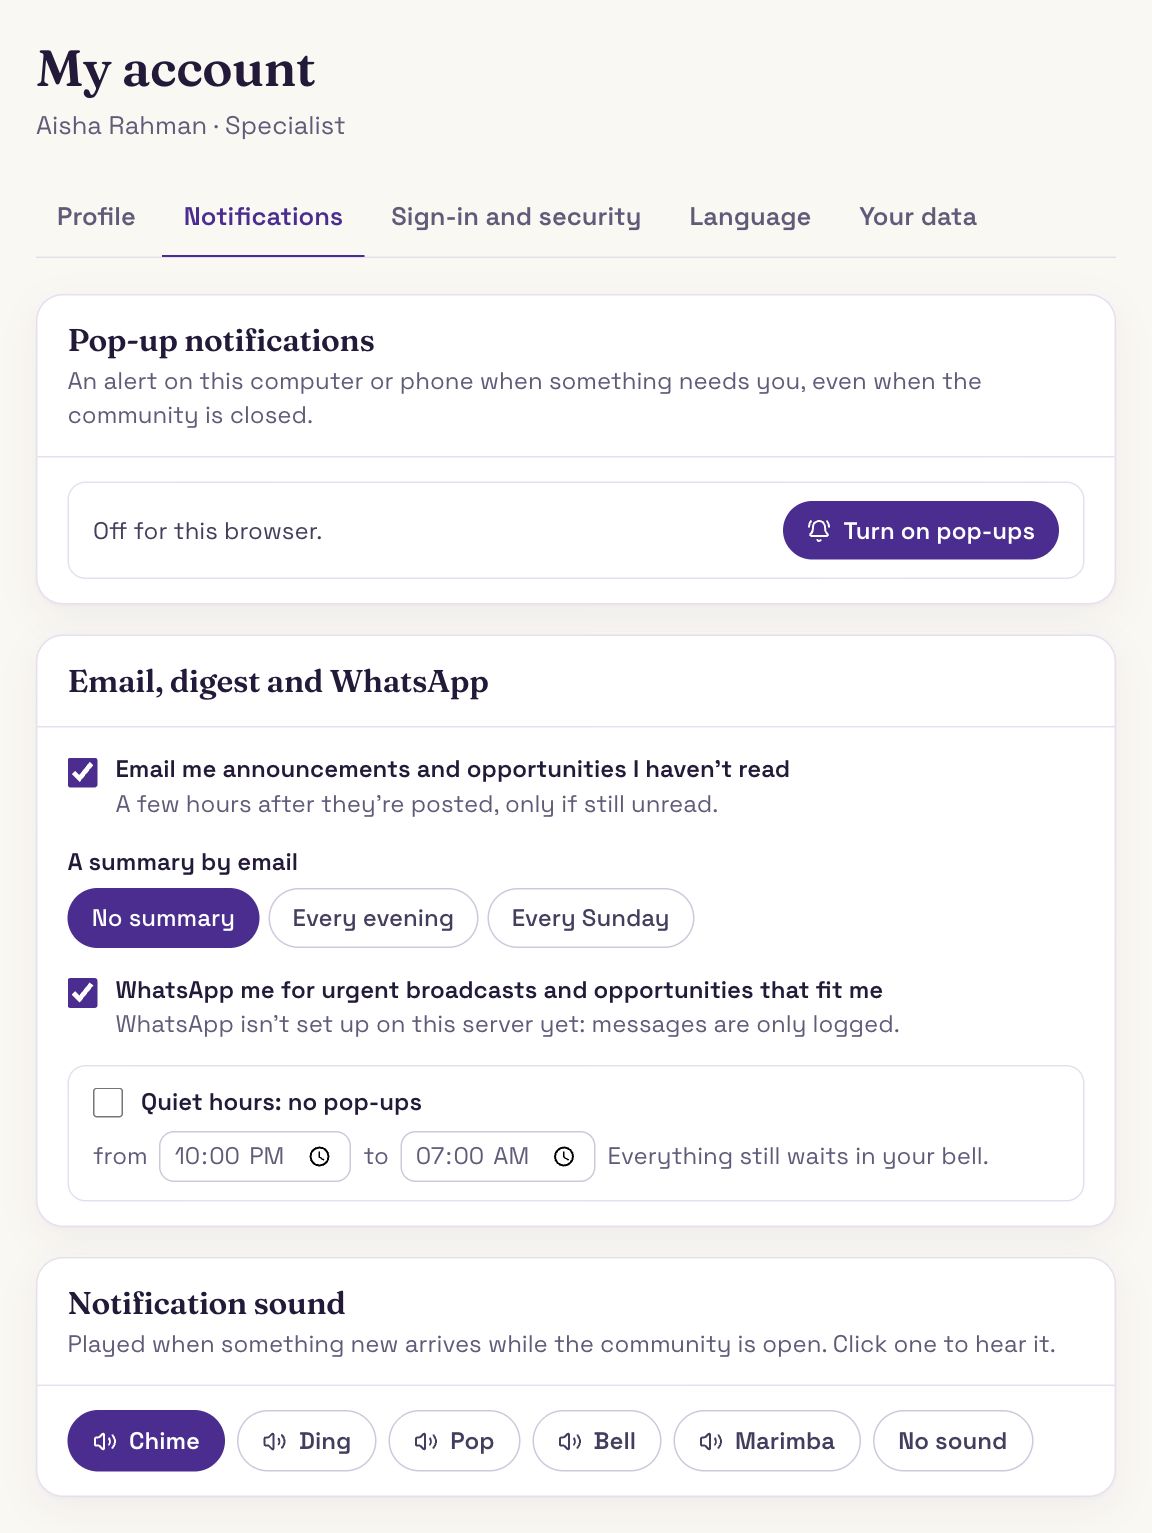 My account
Aisha Rahman · Specialist
Profile Notifications Sign-in and security Language Your data
Pop-up notifications
An alert on this computer or phone when something needs you, even when the
community is closed.
Off for this browser. Turn on pop-ups
Email, digest and WhatsApp
Email me announcements and opportunities I haven’t read
A few hours after they’re posted, only if still unread.
A summary by email
No summary Every evening Every Sunday
WhatsApp me for urgent broadcasts and opportunities that fit me
WhatsApp isn’t set up on this server yet: messages are only logged.
Quiet hours: no pop-ups
from 10:00 PM to 07:00 AM Everything still waits in your bell.
Notification sound
Played when something new arrives while the community is open. Click one to hear it.
Chime Ding Pop Bell Marimba No sound